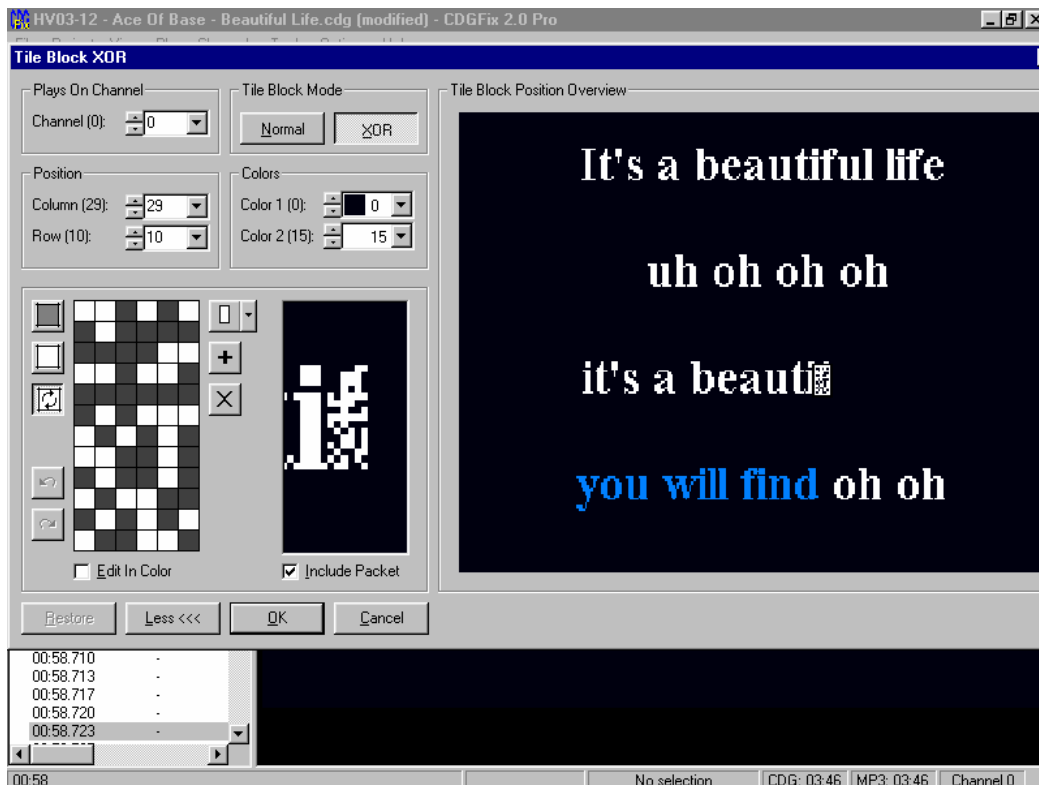 HV03-12 - Ace Of Base - Beautiful Life.cdg (modified) - CDGFix 2.0 Pro
Tile Block XOR
Plays On Channel
Channel (0): 0
Tile Block Mode
Normal XOR
Position
Column (29): 29
Row (10): 10
Colors
Color 1 (0): 0
Color 2 (15): 15
Edit In Color
Include Packet
Restore Less <<< OK Cancel
Tile Block Position Overview
It's a beautiful life
uh oh oh oh
it's a beauti
you will find oh oh
00:58.710 -
00:58.713 -
00:58.717 -
00:58.720 -
00:58.723 -
00:58 No selection CDG: 03:46 MP3: 03:46 Channel 0